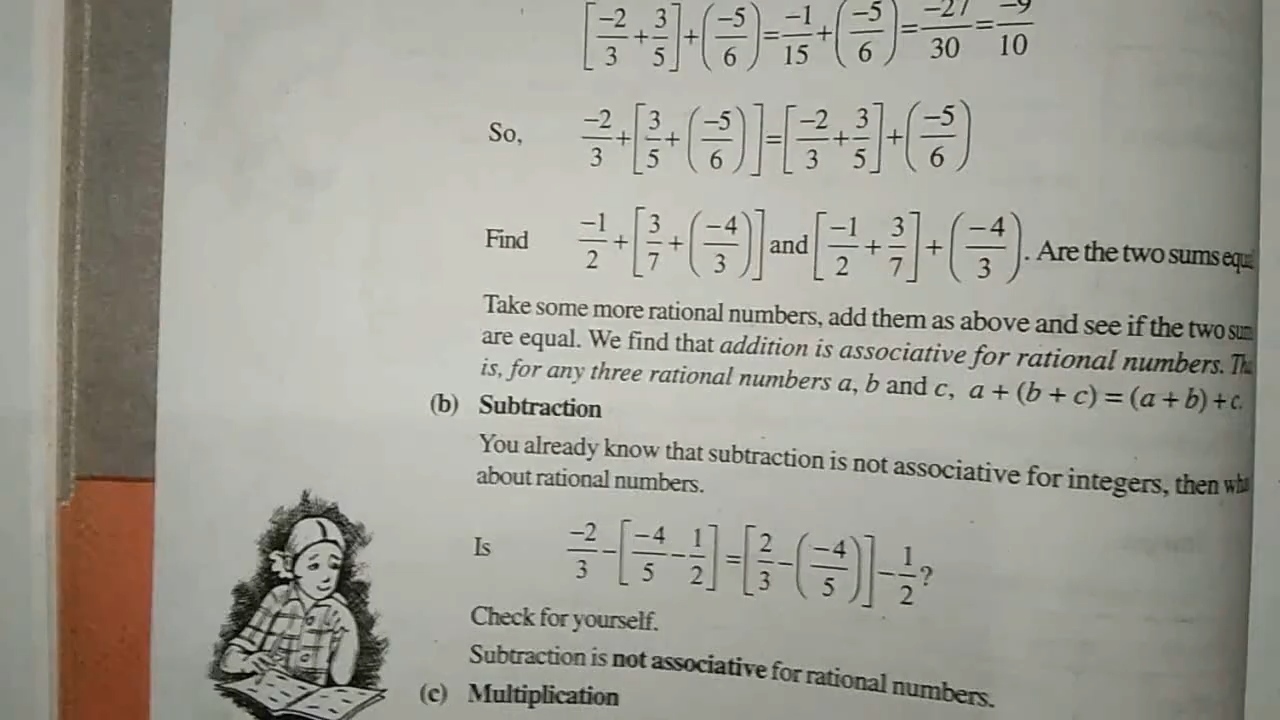 [-2/3 + 3/5] + (-5/6) = -1/15 + (-5/6) = -27/30 = -9/10
So, -2/3 + [3/5 + (-5/6)] = [-2/3 + 3/5] + (-5/6)
Find -1/2 + [3/7 + (-4/3)] and [-1/2 + 3/7] + (-4/3). Are the two sums
Take some more rational numbers, add them as above and see if the two
are equal. We find that addition is associative for rational numbers.
is, for any three rational numbers a, b and c, a + (b + c) = (a + b) + c.
(b) Subtraction
You already know that subtraction is not associative for integers, then
about rational numbers.
Is -2/3 - [-4/5 - 1/2] = [2/3 - (-4/5)] - 1/2?
Check for yourself.
Subtraction is not associative for rational numbers.
(c) Multiplication